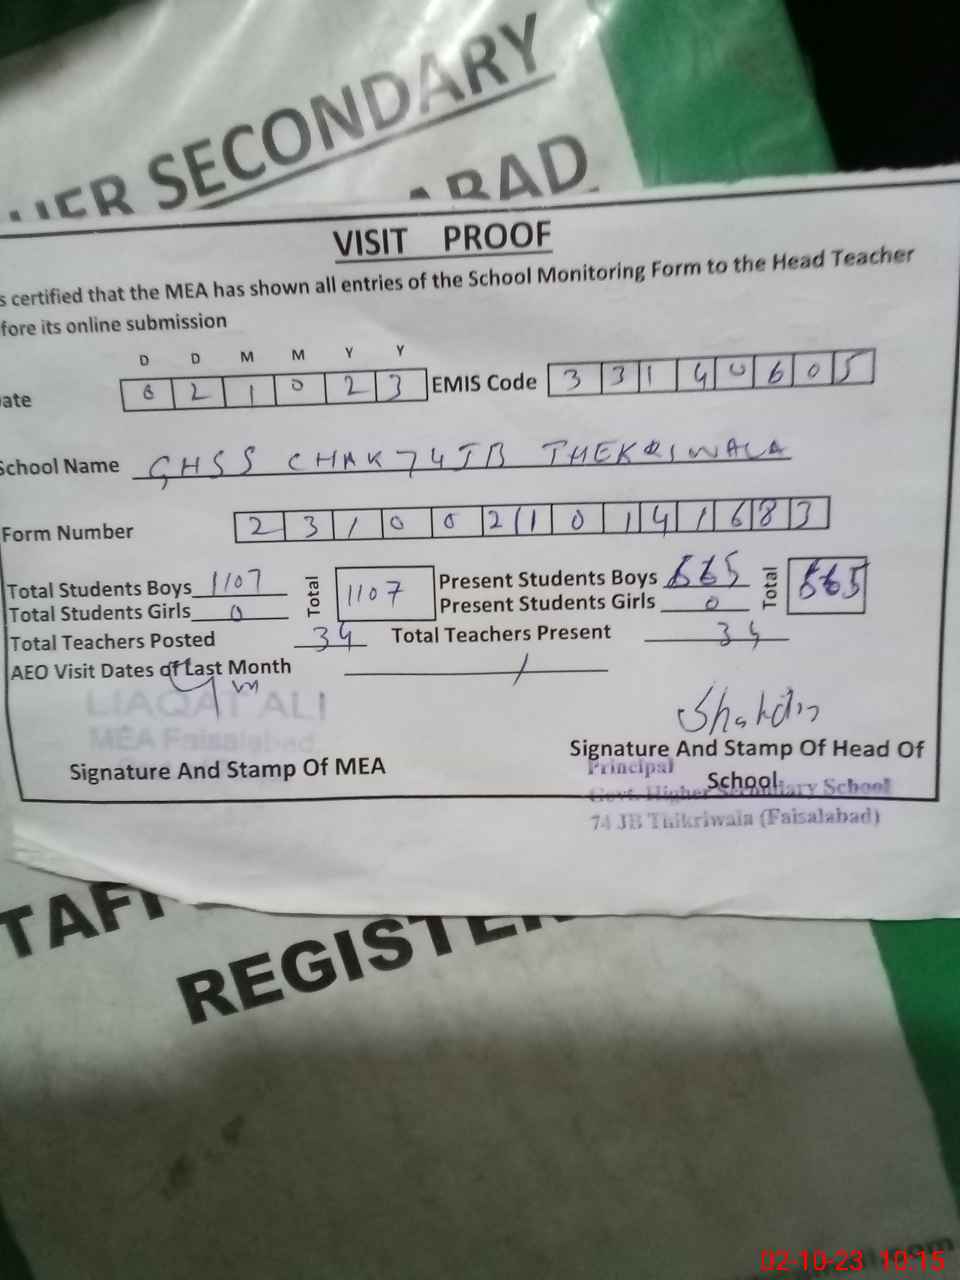 HER SECONDARY
ABAD
VISIT PROOF
s certified that the MEA has shown all entries of the School Monitoring Form to the Head Teacher
fore its online submission
D D M M Y Y
ate 0 2 1 0 2 3 EMIS Code 3 3 1 4 0 6 0 5
School Name GHSS CHAK 74 JB THEKRIWALA
Form Number 2 3 1 0 0 2 1 0 1 4 1 6 8 3
Total Students Boys 1107 Total 1107 Present Students Boys 665 Total 665
Total Students Girls 0 Present Students Girls 0
Total Teachers Posted 34 Total Teachers Present 34
AEO Visit Dates of Last Month /
LIAQAT ALI
MEA Faisalabad
Signature And Stamp Of MEA
Signature And Stamp Of Head Of
School
Principal
Govt. Higher Secondary School
74 JB Thikriwala (Faisalabad)
TAFF
REGISTER
02-10-23 10:15